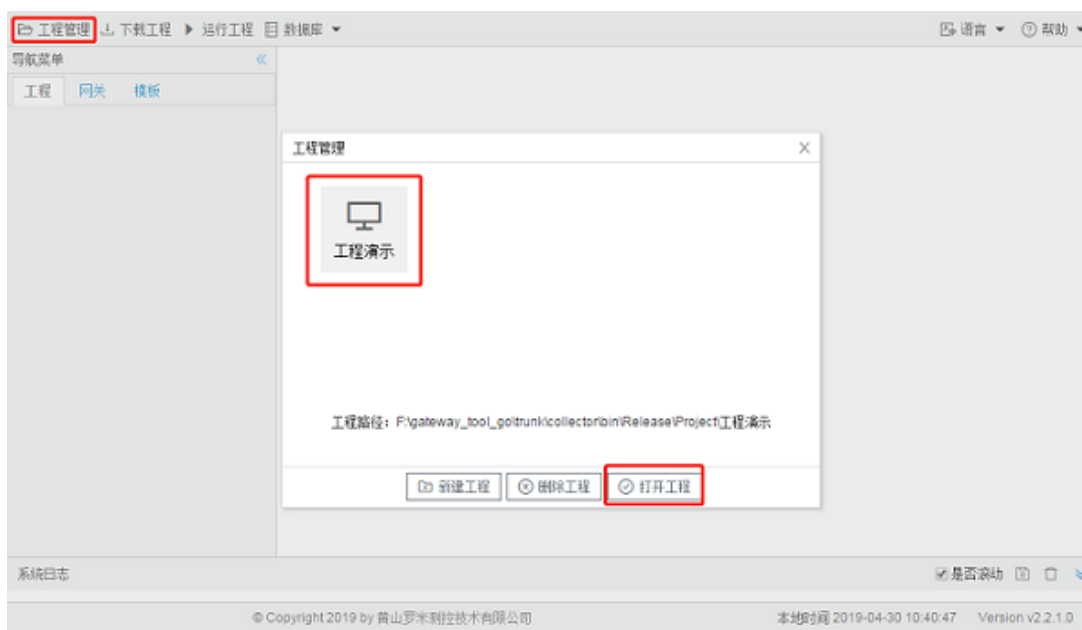 工程管理 下载工程 运行工程 数据库 语言 帮助
导航菜单
工程 网关 模板
工程管理
工程演示
工程路径：F:\gateway_tool_go\trunk\collector\bin\Release\Project\工程演示
新建工程 删除工程 打开工程
系统日志 是否滚动
© Copyright 2019 by 黄山罗米测控技术有限公司 本地时间 2019-04-30 10:40:47 Version v2.2.1.0